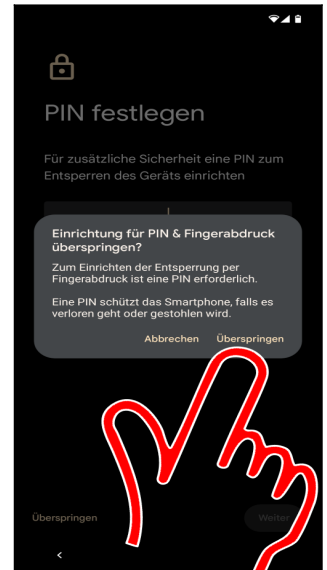 PIN festlegen
Für zusätzliche Sicherheit eine PIN zum
Entsperren des Geräts einrichten
Einrichtung für PIN & Fingerabdruck
überspringen?
Zum Einrichten der Entsperrung per
Fingerabdruck ist eine PIN erforderlich.
Eine PIN schützt das Smartphone, falls es
verloren geht oder gestohlen wird.
Abbrechen Überspringen
Überspringen Weiter